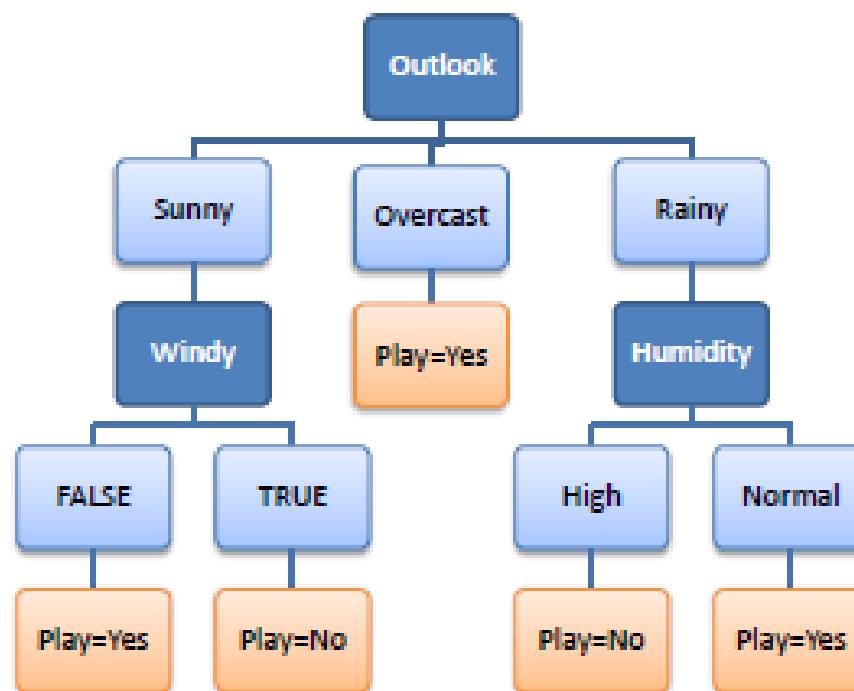 Outlook
Sunny
Overcast
Rainy
Windy
Play=Yes
Humidity
FALSE
TRUE
High
Normal
Play=Yes
Play=No
Play=No
Play=Yes